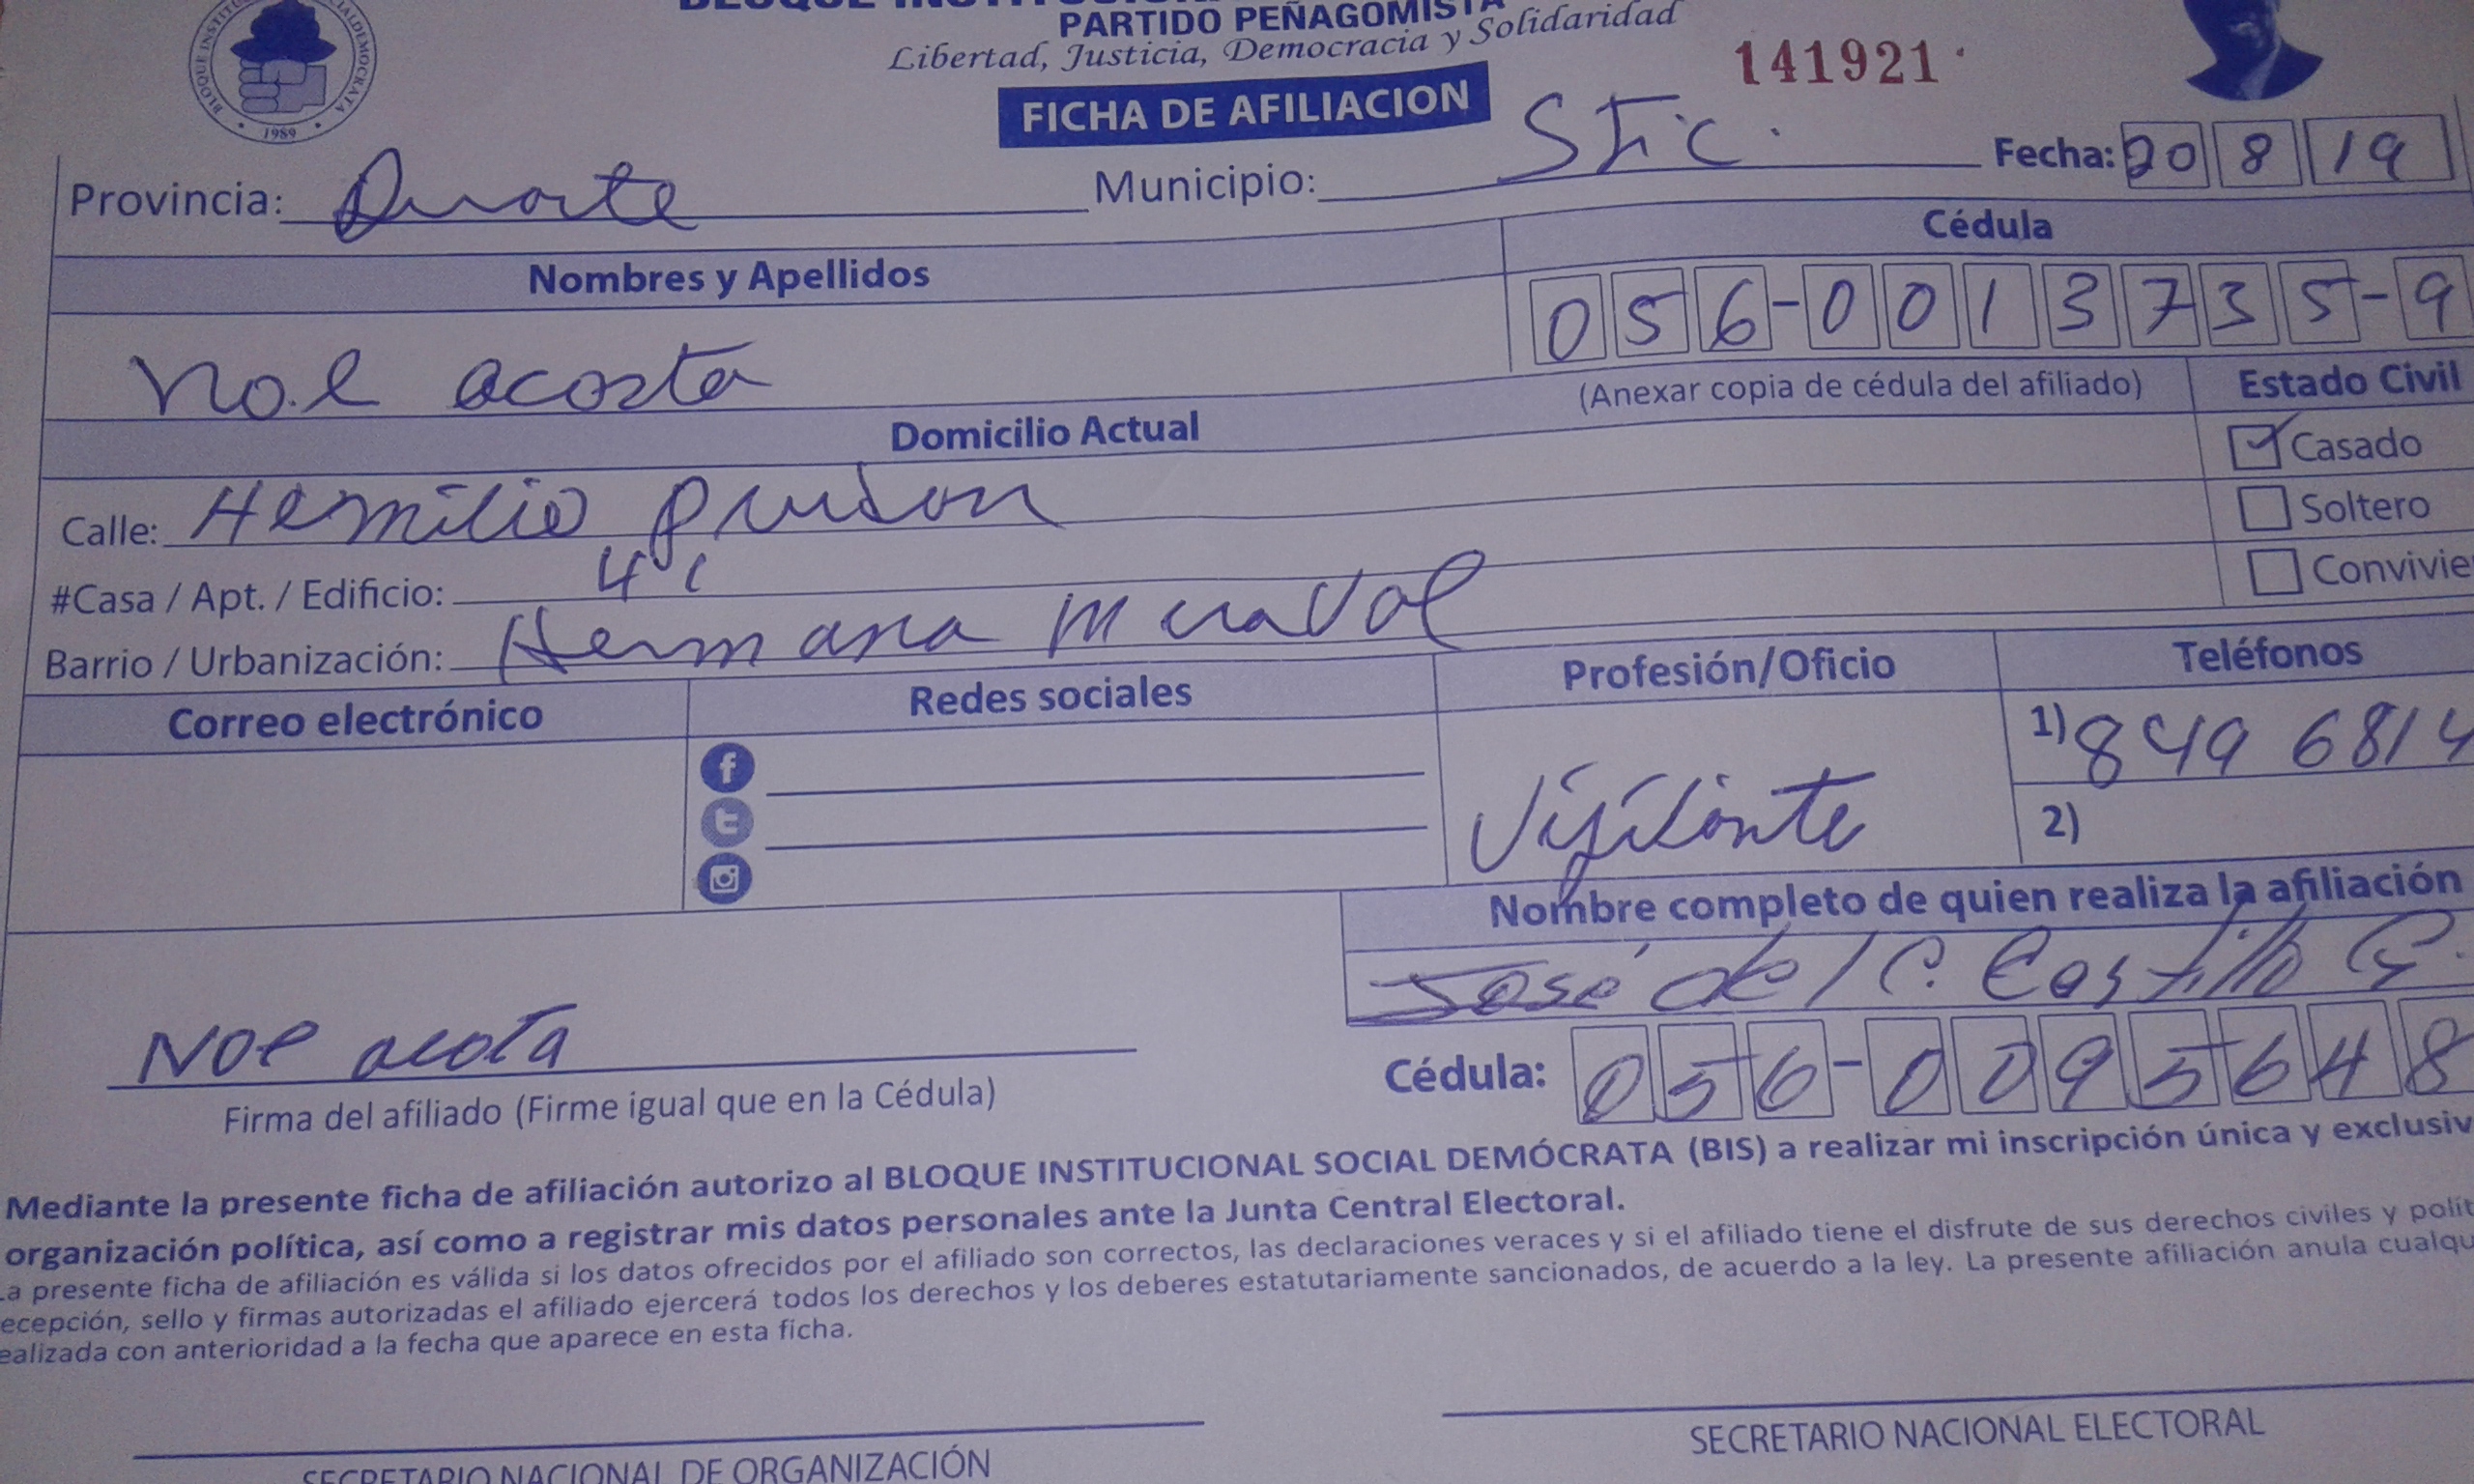 PARTIDO PEÑAGOMISTA
Libertad, Justicia, Democracia y Solidaridad
141921
FICHA DE AFILIACION
1989
Provincia: Duarte Municipio: SFC. Fecha: 20 8 19
Nombres y Apellidos Cédula
Noel acosta 056-0013735-9
(Anexar copia de cédula del afiliado) Estado Civil
Domicilio Actual
Casado
Calle: Hemilio
Soltero
#Casa / Apt. / Edificio:
Barrio / Urbanización: Hermana
Profesión/Oficio Teléfonos
Correo electrónico Redes sociales
1) 849 6814
Vigilante
2)
Nombre completo de quien realiza la afiliación
José del C. Castillo G.
Noe acota
Cédula: 056-0095648
Firma del afiliado (Firme igual que en la Cédula)
Mediante la presente ficha de afiliación autorizo al BLOQUE INSTITUCIONAL SOCIAL DEMÓCRATA (BIS) a realizar mi inscripción única y exclusiv
organización política, así como a registrar mis datos personales ante la Junta Central Electoral.
La presente ficha de afiliación es válida si los datos ofrecidos por el afiliado son correctos, las declaraciones veraces y si el afiliado tiene el disfrute de sus derechos civiles y polít
ecepción, sello y firmas autorizadas el afiliado ejercerá todos los derechos y los deberes estatutariamente sancionados, de acuerdo a la ley. La presente afiliación anula cualqu
ealizada con anterioridad a la fecha que aparece en esta ficha.
SECRETARIO NACIONAL DE ORGANIZACIÓN SECRETARIO NACIONAL ELECTORAL